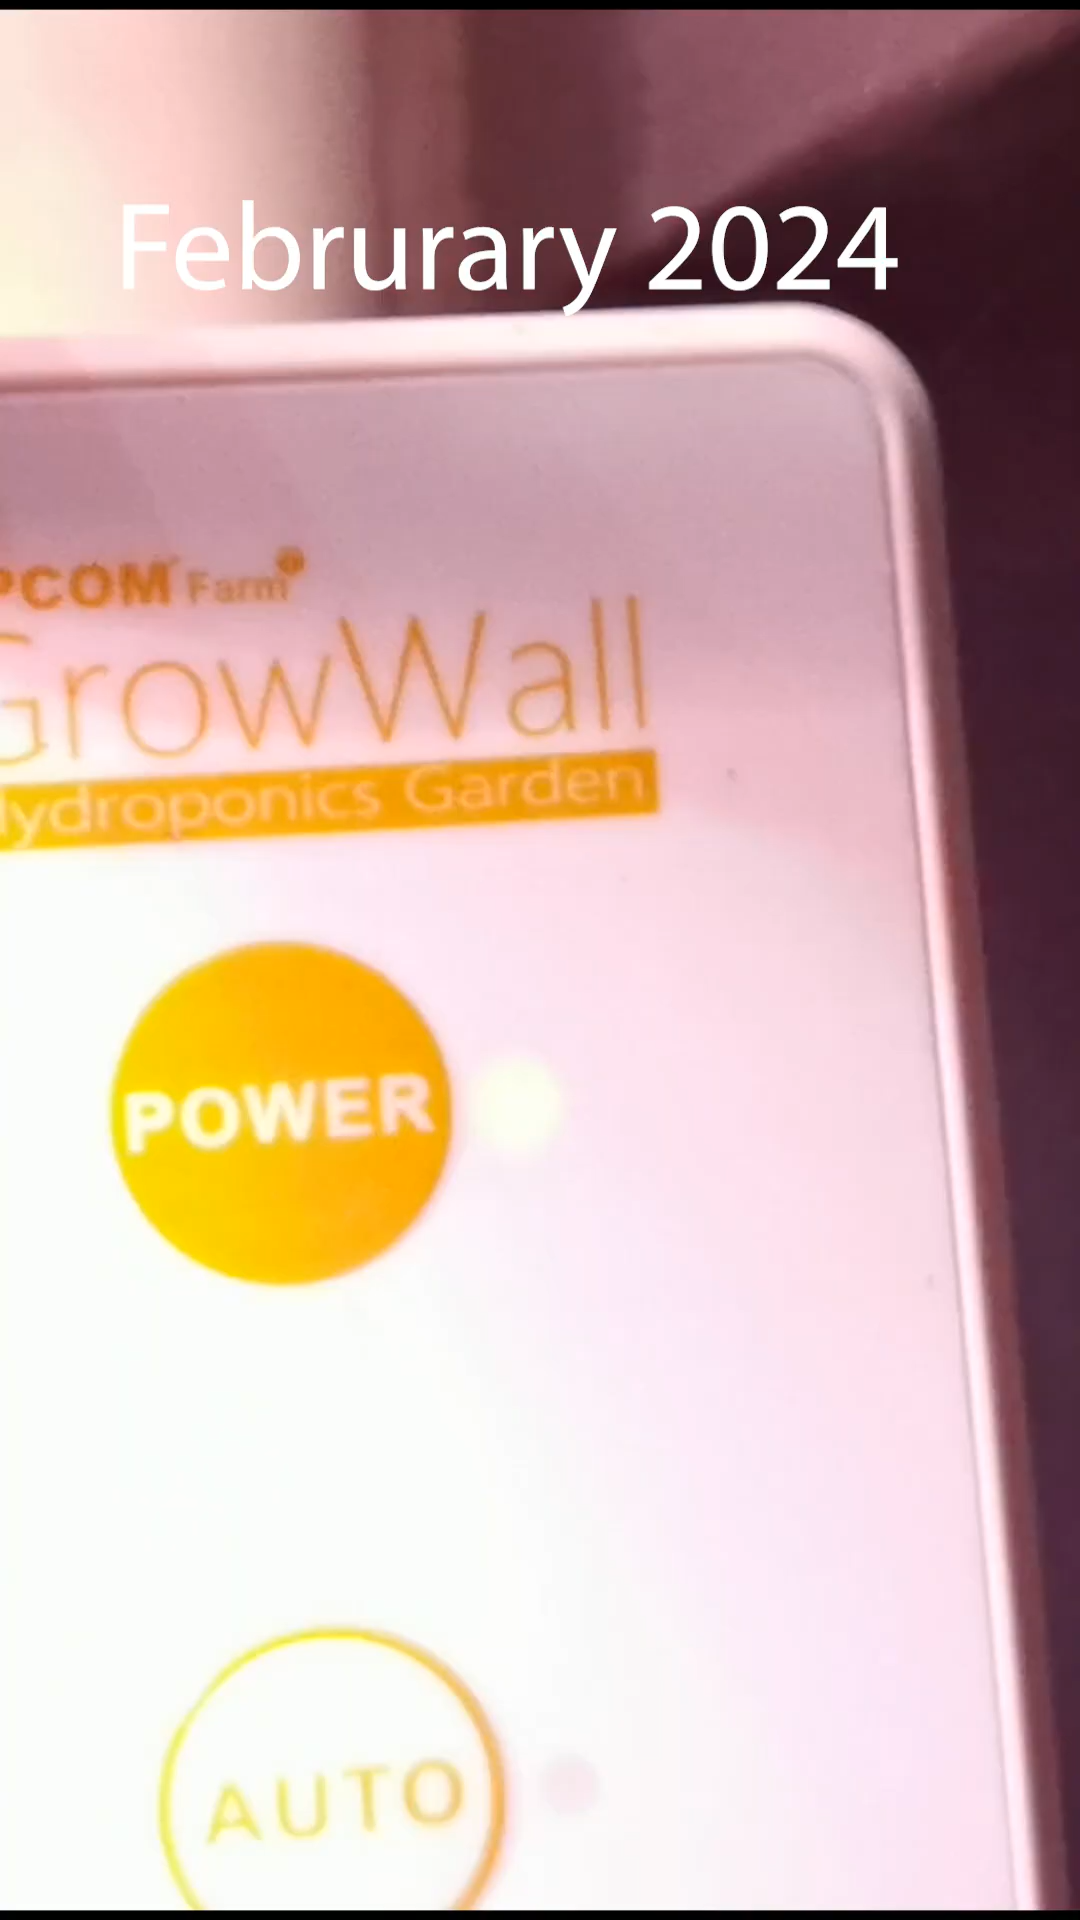 Februrary 2024
PCOM Farm
GrowWall
Hydroponics Garden
POWER
AUTO